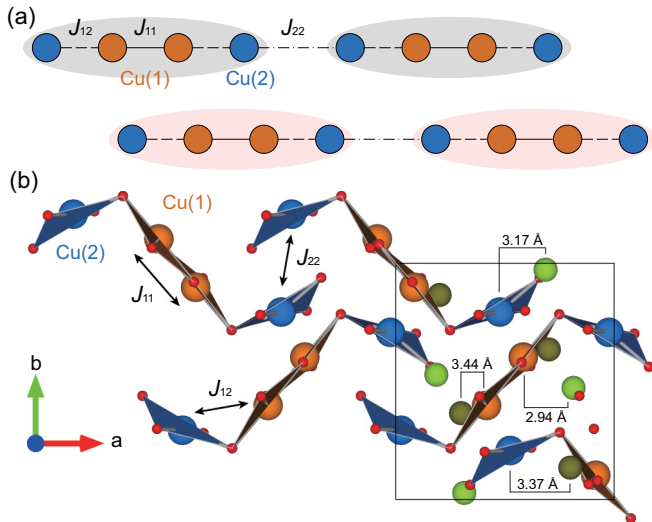 (a)
J12 J11 J22
Cu(1) Cu(2)
(b)
Cu(1)
Cu(2)
3.17 Å
J22
J11
3.44 Å
J12
b
2.94 Å
a
3.37 Å